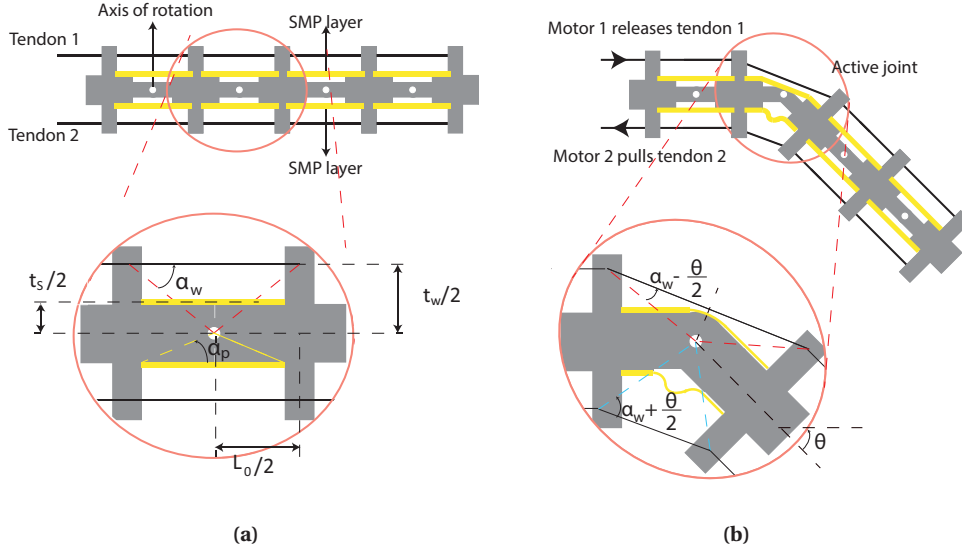 Axis of rotation
SMP layer
Tendon 1
Tendon 2
SMP layer
t_S/2
α_w
t_w/2
α_p
L_0/2
(a)
Motor 1 releases tendon 1
Active joint
Motor 2 pulls tendon 2
α_w - θ/2
α_w + θ/2
θ
(b)